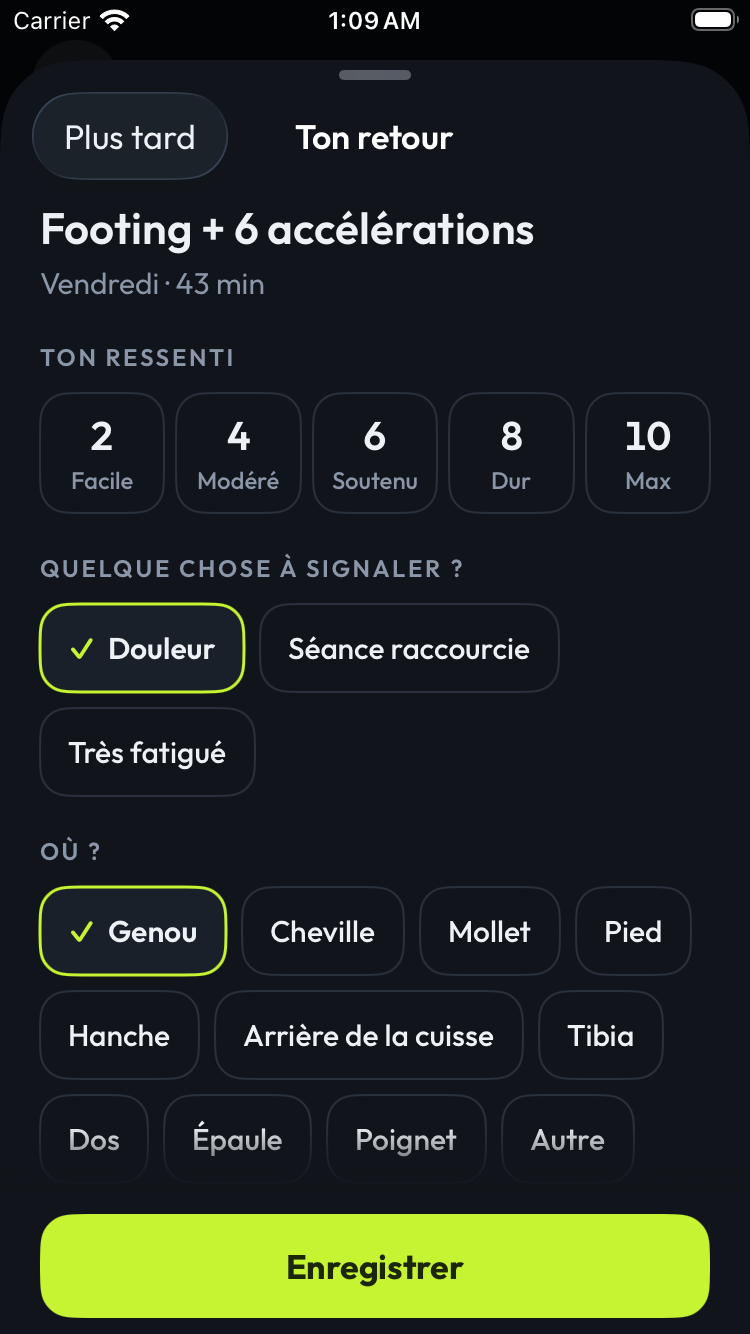 Carrier 1:09 AM
Plus tard Ton retour
Footing + 6 accélérations
Vendredi · 43 min
TON RESSENTI
2 4 6 8 10
Facile Modéré Soutenu Dur Max
QUELQUE CHOSE À SIGNALER ?
Douleur Séance raccourcie
Très fatigué
OÙ ?
Genou Cheville Mollet Pied
Hanche Arrière de la cuisse Tibia
Dos Épaule Poignet Autre
Enregistrer